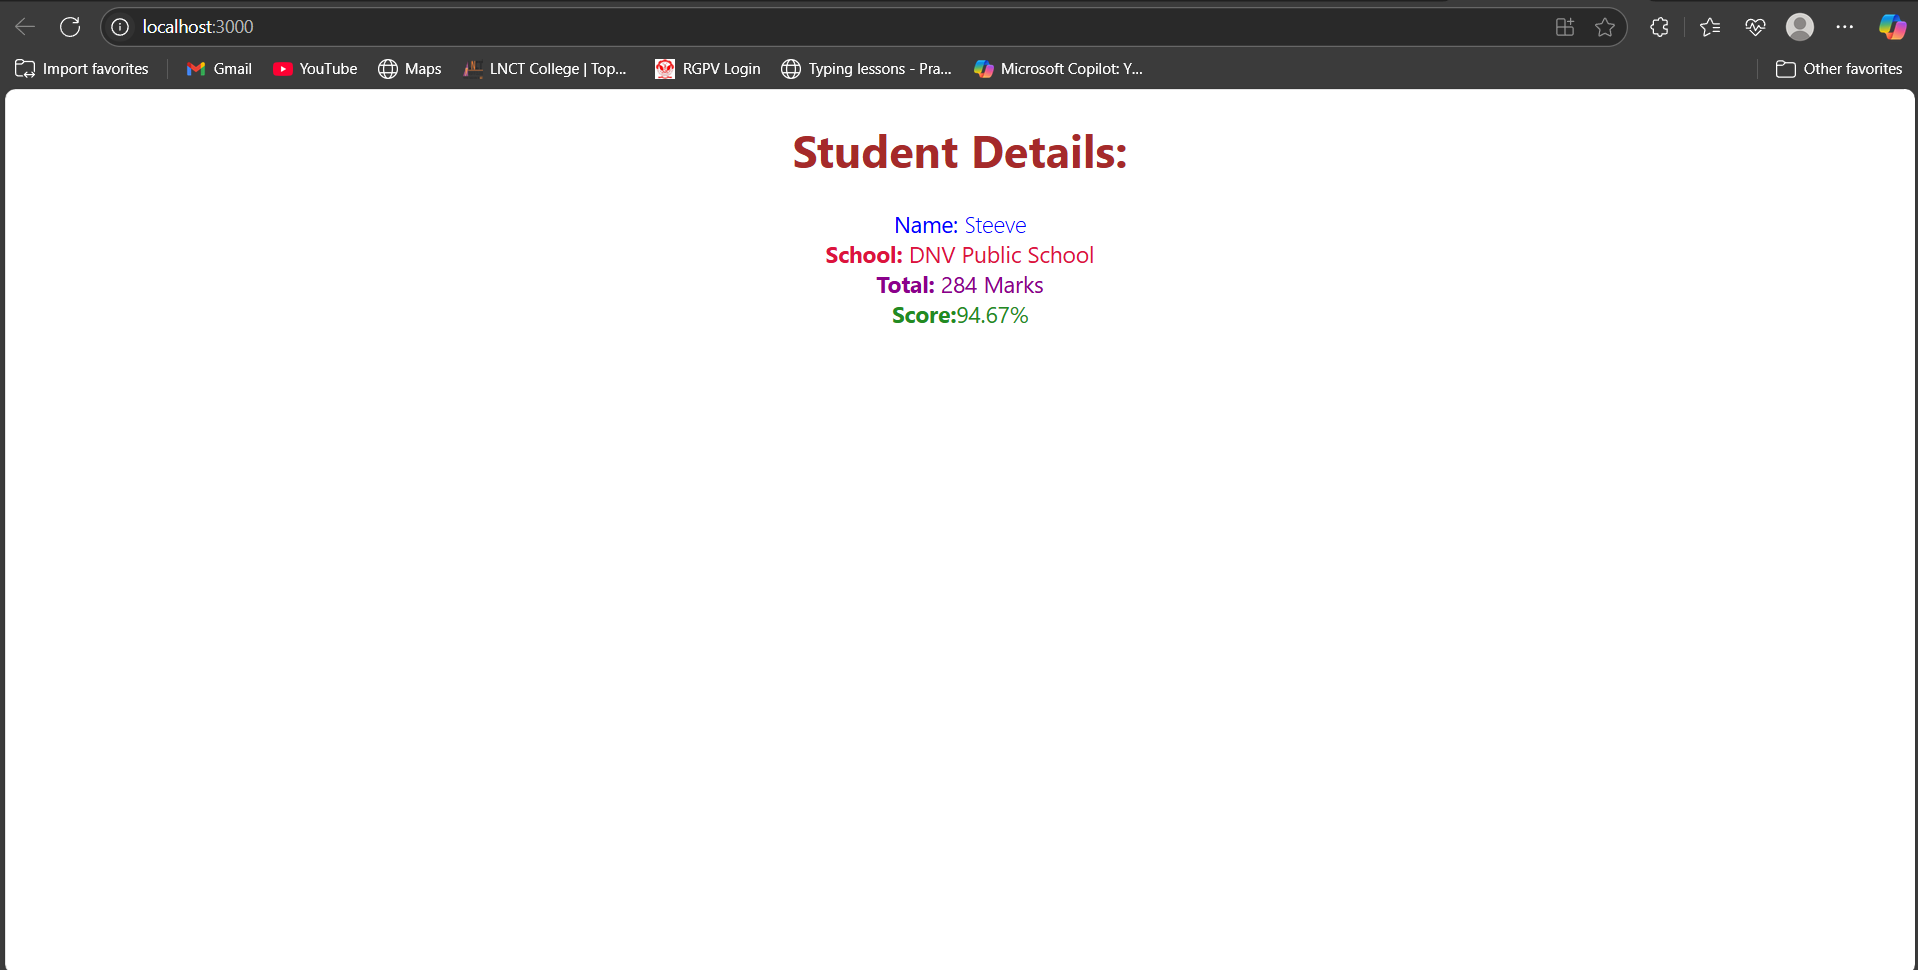 localhost:3000
Import favorites Gmail YouTube Maps LNCT College | Top... RGPV Login Typing lessons - Pra... Microsoft Copilot: Y... Other favorites
Student Details:
Name: Steeve
School: DNV Public School
Total: 284 Marks
Score:94.67%